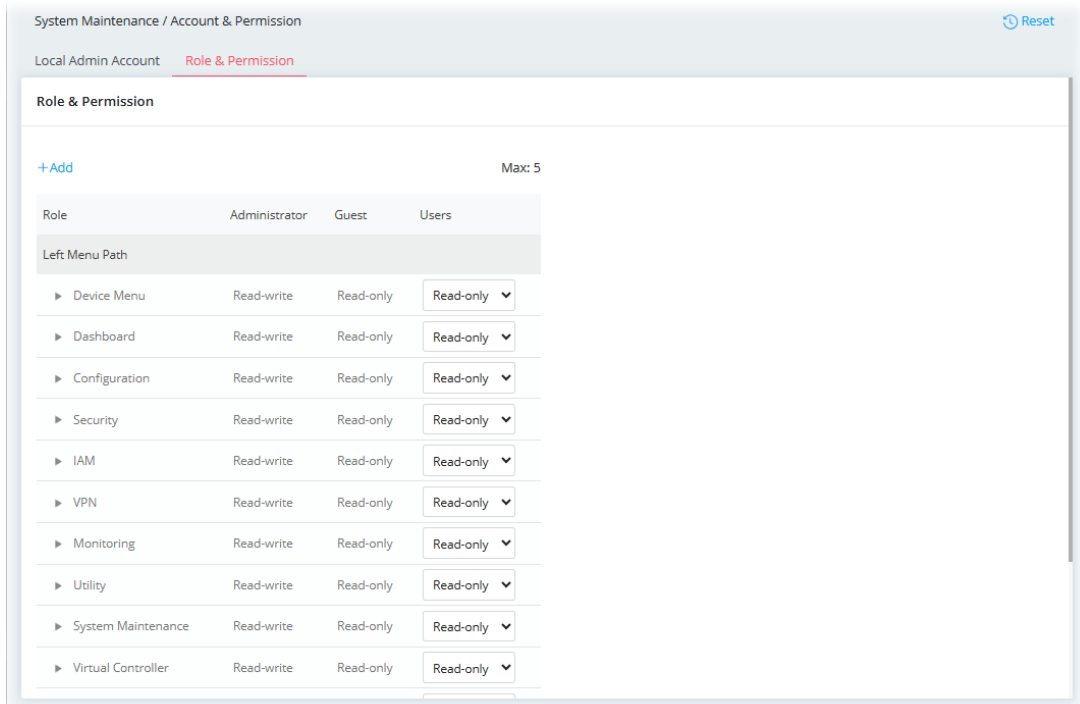 System Maintenance / Account & Permission Reset
Local Admin Account Role & Permission
Role & Permission
+Add Max: 5
Role Administrator Guest Users
Left Menu Path
Device Menu Read-write Read-only Read-only
Dashboard Read-write Read-only Read-only
Configuration Read-write Read-only Read-only
Security Read-write Read-only Read-only
IAM Read-write Read-only Read-only
VPN Read-write Read-only Read-only
Monitoring Read-write Read-only Read-only
Utility Read-write Read-only Read-only
System Maintenance Read-write Read-only Read-only
Virtual Controller Read-write Read-only Read-only